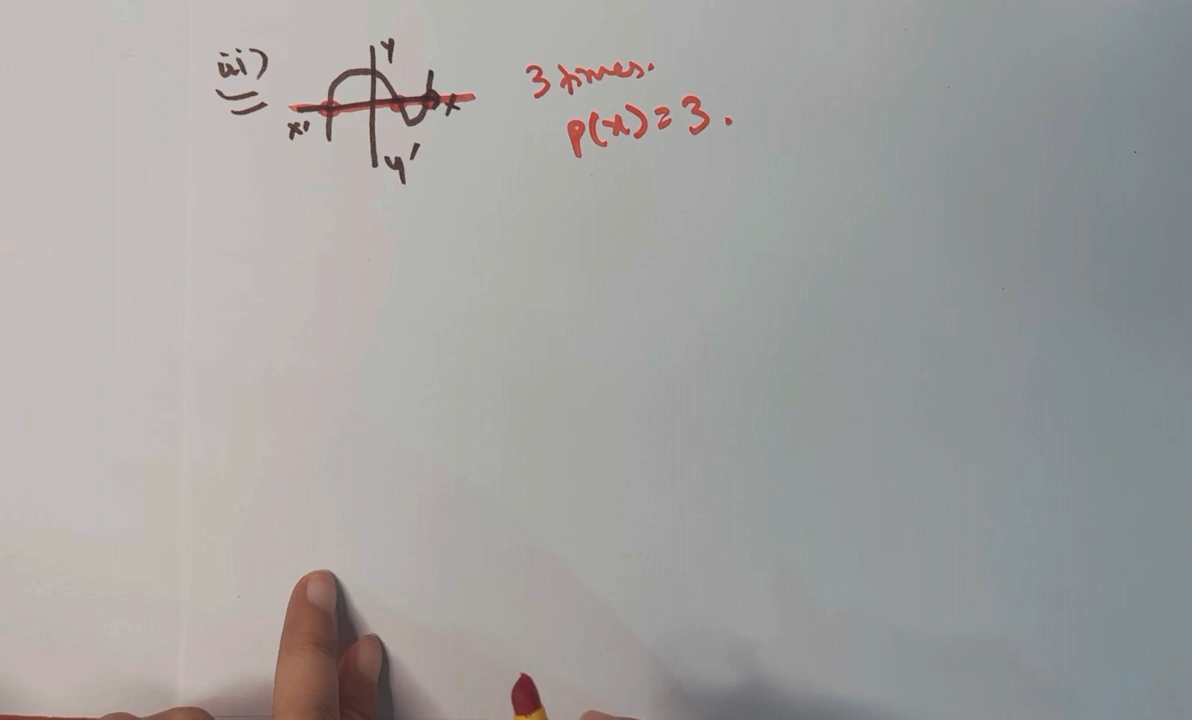 iii)
Y
X' X
Y'
3 times.
p(x) = 3.